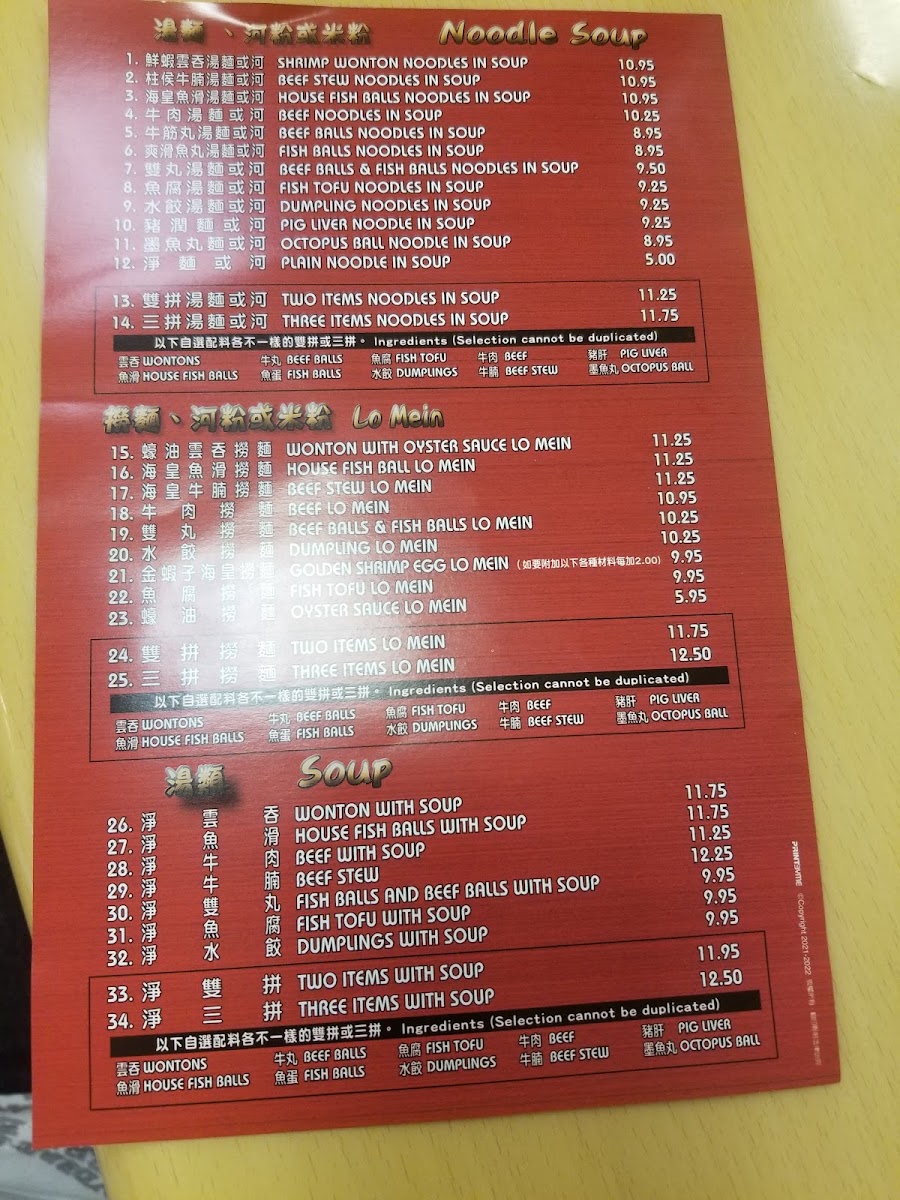 湯麵、河粉或米粉 Noodle Soup
1. 鮮蝦雲吞湯麵或河 SHRIMP WONTON NOODLES IN SOUP 10.95
2. 柱侯牛腩湯麵或河 BEEF STEW NOODLES IN SOUP 10.95
3. 海皇魚滑湯麵或河 HOUSE FISH BALLS NOODLES IN SOUP 10.95
4. 牛肉湯麵或河 BEEF NOODLES IN SOUP 10.25
5. 牛筋丸湯麵或河 BEEF BALLS NOODLES IN SOUP 8.95
6. 爽滑魚丸湯麵或河 FISH BALLS NOODLES IN SOUP 8.95
7. 雙丸湯麵或河 BEEF BALLS & FISH BALLS NOODLES IN SOUP 9.50
8. 魚腐湯麵或河 FISH TOFU NOODLES IN SOUP 9.25
9. 水餃湯麵或河 DUMPLING NOODLES IN SOUP 9.25
10. 豬潤麵或河 PIG LIVER NOODLE IN SOUP 9.25
11. 墨魚丸麵或河 OCTOPUS BALL NOODLE IN SOUP 8.95
12. 淨麵或河 PLAIN NOODLE IN SOUP 5.00
13. 雙拼湯麵或河 TWO ITEMS NOODLES IN SOUP 11.25
14. 三拼湯麵或河 THREE ITEMS NOODLES IN SOUP 11.75
以下自選配料各不一樣的雙拼或三拼。 Ingredients (Selection cannot be duplicated)
雲吞 WONTONS 牛丸 BEEF BALLS 魚腐 FISH TOFU 牛肉 BEEF 豬肝 PIG LIVER
魚滑 HOUSE FISH BALLS 魚蛋 FISH BALLS 水餃 DUMPLINGS 牛腩 BEEF STEW 墨魚丸 OCTOPUS BALL
撈麵、河粉或米粉 Lo Mein
15. 蠔油雲吞撈麵 WONTON WITH OYSTER SAUCE LO MEIN 11.25
16. 海皇魚滑撈麵 HOUSE FISH BALL LO MEIN 11.25
17. 海皇牛腩撈麵 BEEF STEW LO MEIN 11.25
18. 牛肉撈麵 BEEF LO MEIN 10.95
19. 雙丸撈麵 BEEF BALLS & FISH BALLS LO MEIN 10.25
20. 水餃撈麵 DUMPLING LO MEIN 10.25
21. 金蝦子海皇撈麵 GOLDEN SHRIMP EGG LO MEIN (如要附加以下各種材料每加2.00) 9.95
22. 魚腐撈麵 FISH TOFU LO MEIN 9.95
23. 蠔油撈麵 OYSTER SAUCE LO MEIN 5.95
24. 雙拼撈麵 TWO ITEMS LO MEIN 11.75
25. 三拼撈麵 THREE ITEMS LO MEIN 12.50
以下自選配料各不一樣的雙拼或三拼。 Ingredients (Selection cannot be duplicated)
雲吞 WONTONS 牛丸 BEEF BALLS 魚腐 FISH TOFU 牛肉 BEEF 豬肝 PIG LIVER
魚滑 HOUSE FISH BALLS 魚蛋 FISH BALLS 水餃 DUMPLINGS 牛腩 BEEF STEW 墨魚丸 OCTOPUS BALL
湯類 Soup
26. 淨雲吞 WONTON WITH SOUP 11.75
27. 淨魚滑 HOUSE FISH BALLS WITH SOUP 11.75
28. 淨牛肉 BEEF WITH SOUP 11.25
29. 淨牛腩 BEEF STEW 12.25
30. 淨雙丸 FISH BALLS AND BEEF BALLS WITH SOUP 9.95
31. 淨魚腐 FISH TOFU WITH SOUP 9.95
32. 淨水餃 DUMPLINGS WITH SOUP 9.95
33. 淨雙拼 TWO ITEMS WITH SOUP 11.95
34. 淨三拼 THREE ITEMS WITH SOUP 12.50
以下自選配料各不一樣的雙拼或三拼。 Ingredients (Selection cannot be duplicated)
雲吞 WONTONS 牛丸 BEEF BALLS 魚腐 FISH TOFU 牛肉 BEEF 豬肝 PIG LIVER
魚滑 HOUSE FISH BALLS 魚蛋 FISH BALLS 水餃 DUMPLINGS 牛腩 BEEF STEW 墨魚丸 OCTOPUS BALL
©Copyright 2021-2022